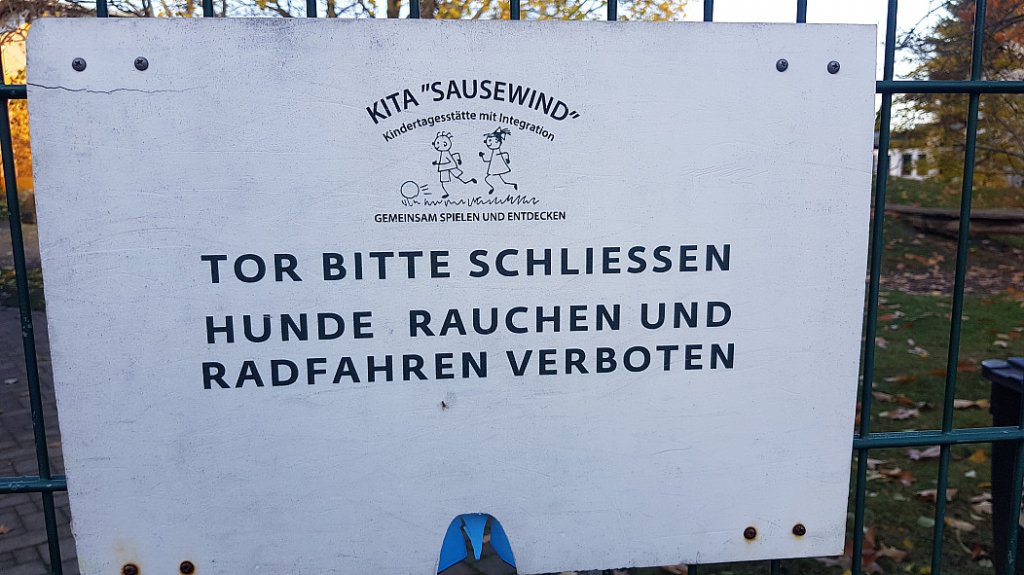 KITA "SAUSEWIND"
Kindertagesstätte mit Integration
GEMEINSAM SPIELEN UND ENTDECKEN
TOR BITTE SCHLIESSEN
HUNDE RAUCHEN UND
RADFAHREN VERBOTEN